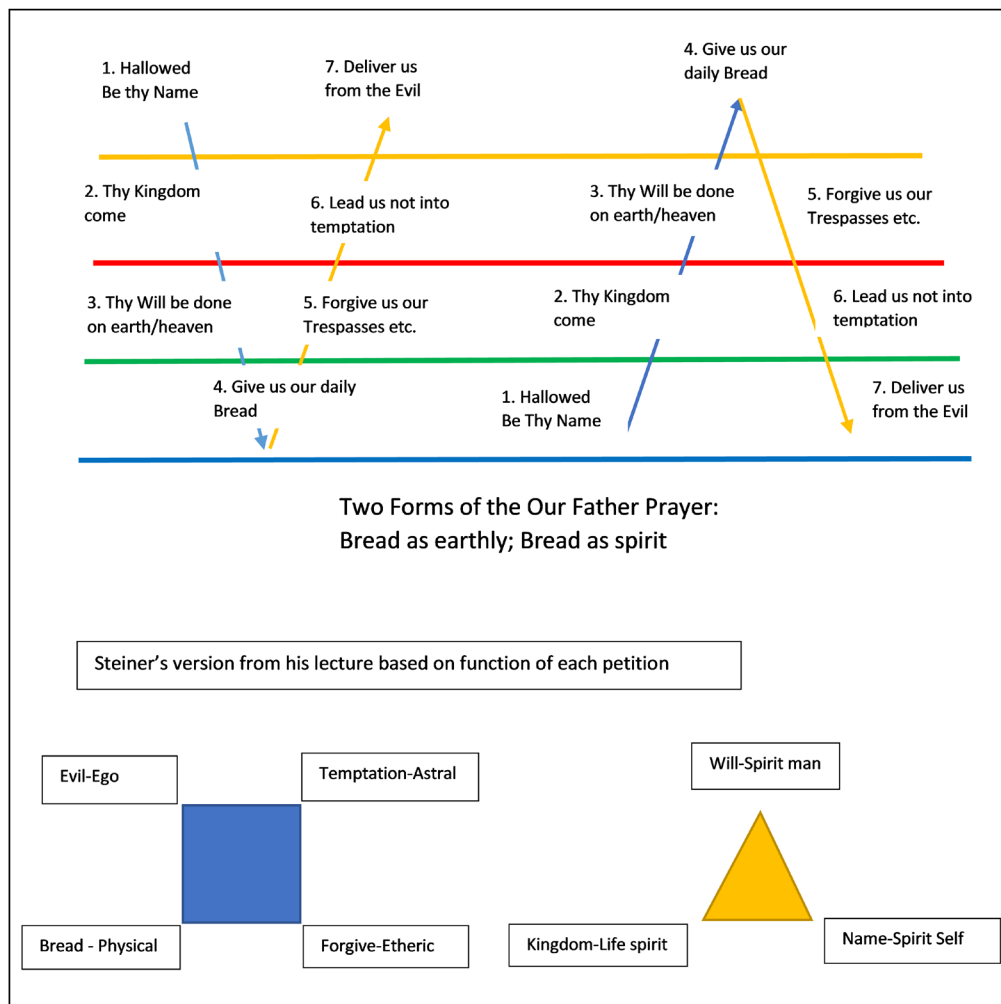 1. Hallowed
Be thy Name
7. Deliver us
from the Evil
4. Give us our
daily Bread
2. Thy Kingdom
come
6. Lead us not into
temptation
3. Thy Will be done
on earth/heaven
5. Forgive us our
Trespasses etc.
3. Thy Will be done
on earth/heaven
5. Forgive us our
Trespasses etc.
2. Thy Kingdom
come
6. Lead us not into
temptation
4. Give us our daily
Bread
1. Hallowed
Be Thy Name
7. Deliver us
from the Evil
Two Forms of the Our Father Prayer:
Bread as earthly; Bread as spirit
Steiner’s version from his lecture based on function of each petition
Evil-Ego
Temptation-Astral
Will-Spirit man
Bread - Physical
Forgive-Etheric
Kingdom-Life spirit
Name-Spirit Self